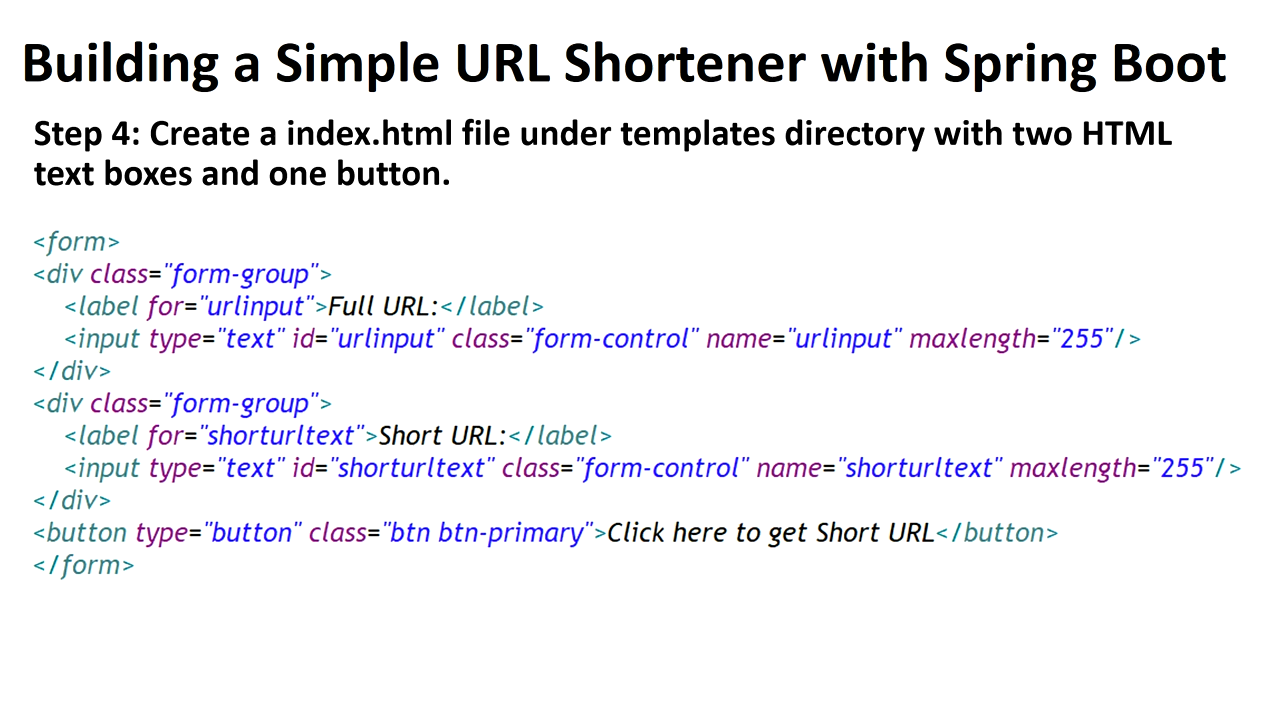 Building a Simple URL Shortener with Spring Boot
Step 4: Create a index.html file under templates directory with two HTML
text boxes and one button.
<form>
<div class="form-group">
    <label for="urlinput">Full URL:</label>
    <input type="text" id="urlinput" class="form-control" name="urlinput" maxlength="255"/>
</div>
<div class="form-group">
    <label for="shorturltext">Short URL:</label>
    <input type="text" id="shorturltext" class="form-control" name="shorturltext" maxlength="255"/>
</div>
<button type="button" class="btn btn-primary">Click here to get Short URL</button>
</form>